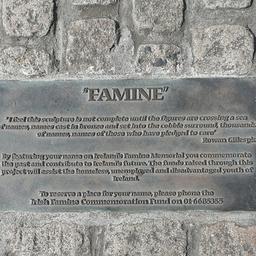 "FAMINE"
"I feel this sculpture is not complete until the figures are crossing a sea
of names, names cast in bronze and set into the cobble surround, thousands
of names, names of those who have pledged to care"
Rowan Gillespie
By featuring your name on Ireland's Famine Memorial you commemorate
the past and contribute to Ireland's future. The funds raised through this
project will assist the homeless, unemployed and disadvantaged youth of
Ireland.
To reserve a place for your name, please phone the
Irish Famine Commemoration Fund on 01-6685355